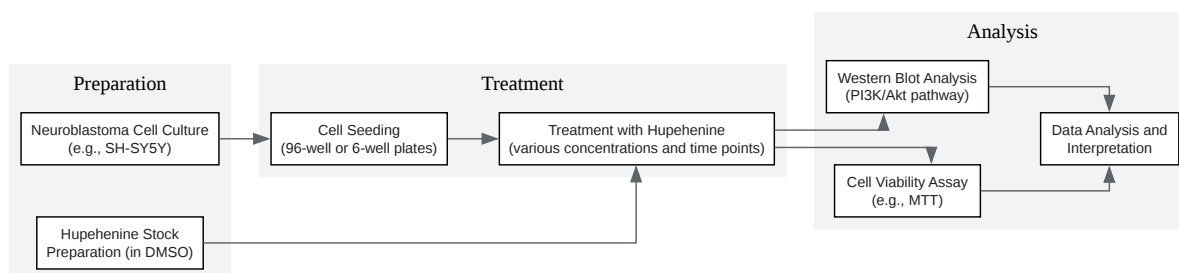 Preparation
Neuroblastoma Cell Culture
(e.g., SH-SY5Y)
Hupehenine Stock
Preparation (in DMSO)
Treatment
Cell Seeding
(96-well or 6-well plates)
Treatment with Hupehenine
(various concentrations and time points)
Analysis
Western Blot Analysis
(PI3K/Akt pathway)
Cell Viability Assay
(e.g., MTT)
Data Analysis and
Interpretation